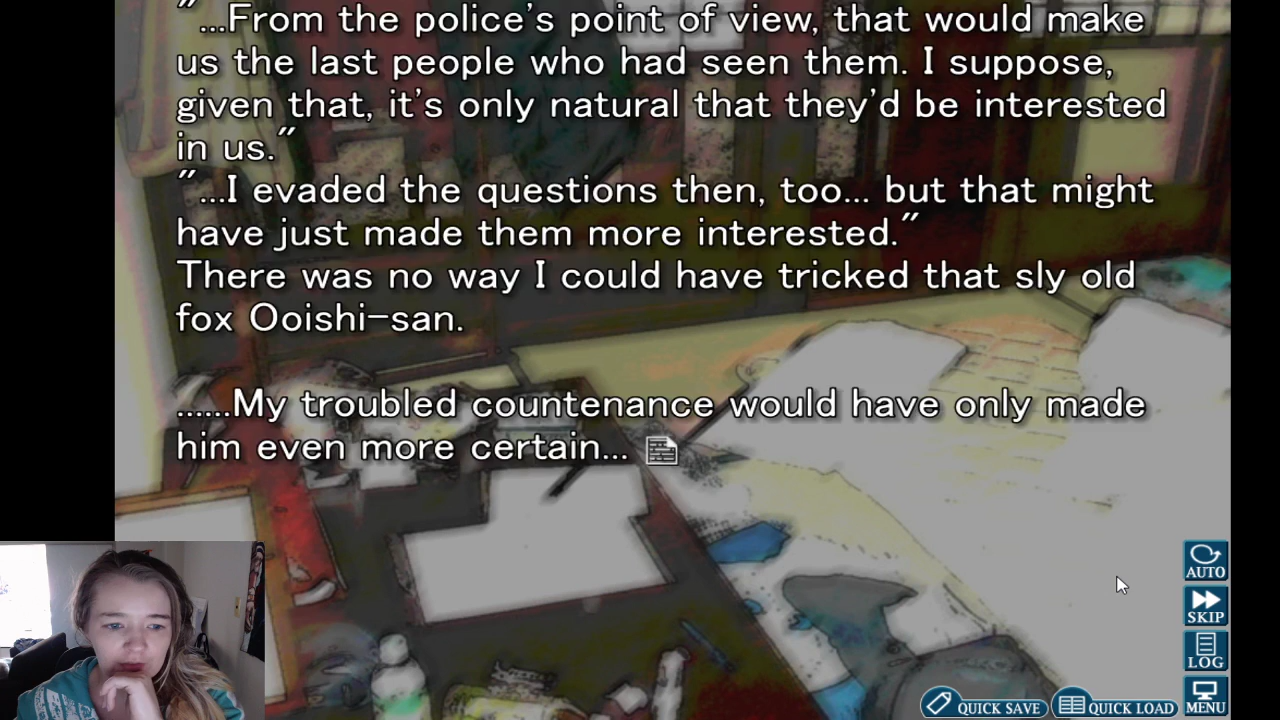 "...From the police's point of view, that would make
us the last people who had seen them. I suppose,
given that, it's only natural that they'd be interested
in us."
"...I evaded the questions then, too... but that might
have just made them more interested."
There was no way I could have tricked that sly old
fox Ooishi-san.
......My troubled countenance would have only made
him even more certain...
AUTO
SKIP
LOG
MENU
QUICK SAVE
QUICK LOAD